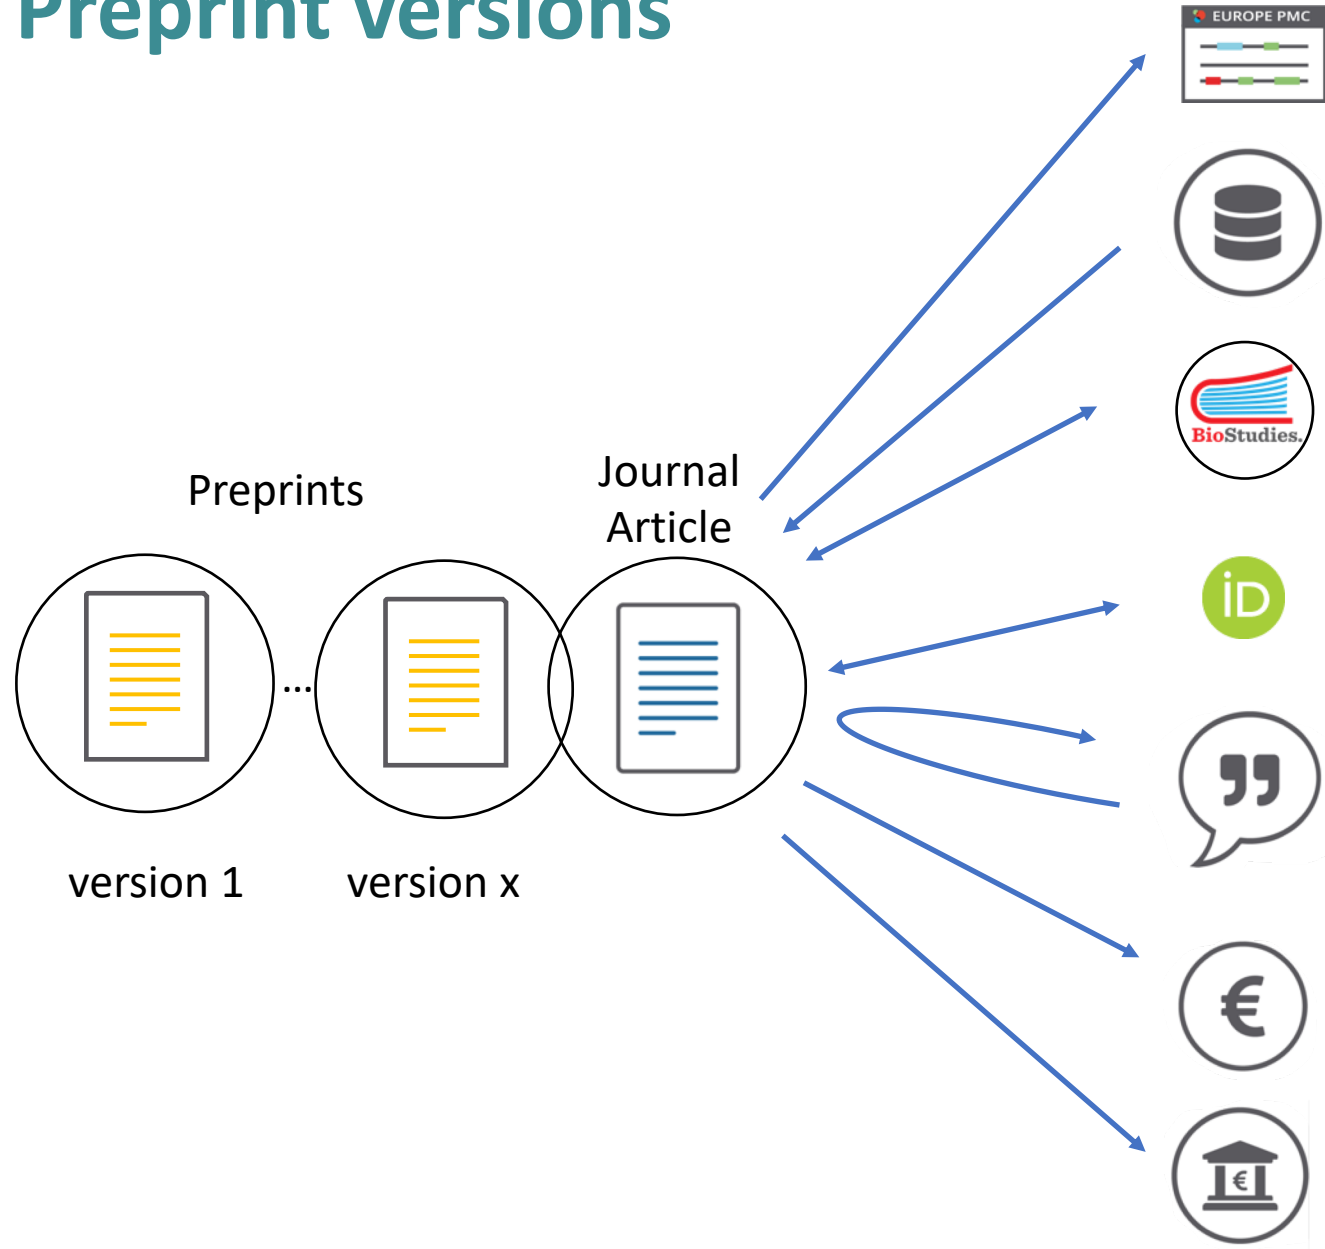 Preprint versions
EUROPE PMC
BioStudies.
Preprints
Journal
Article
iD
...
version 1
version x
€
€